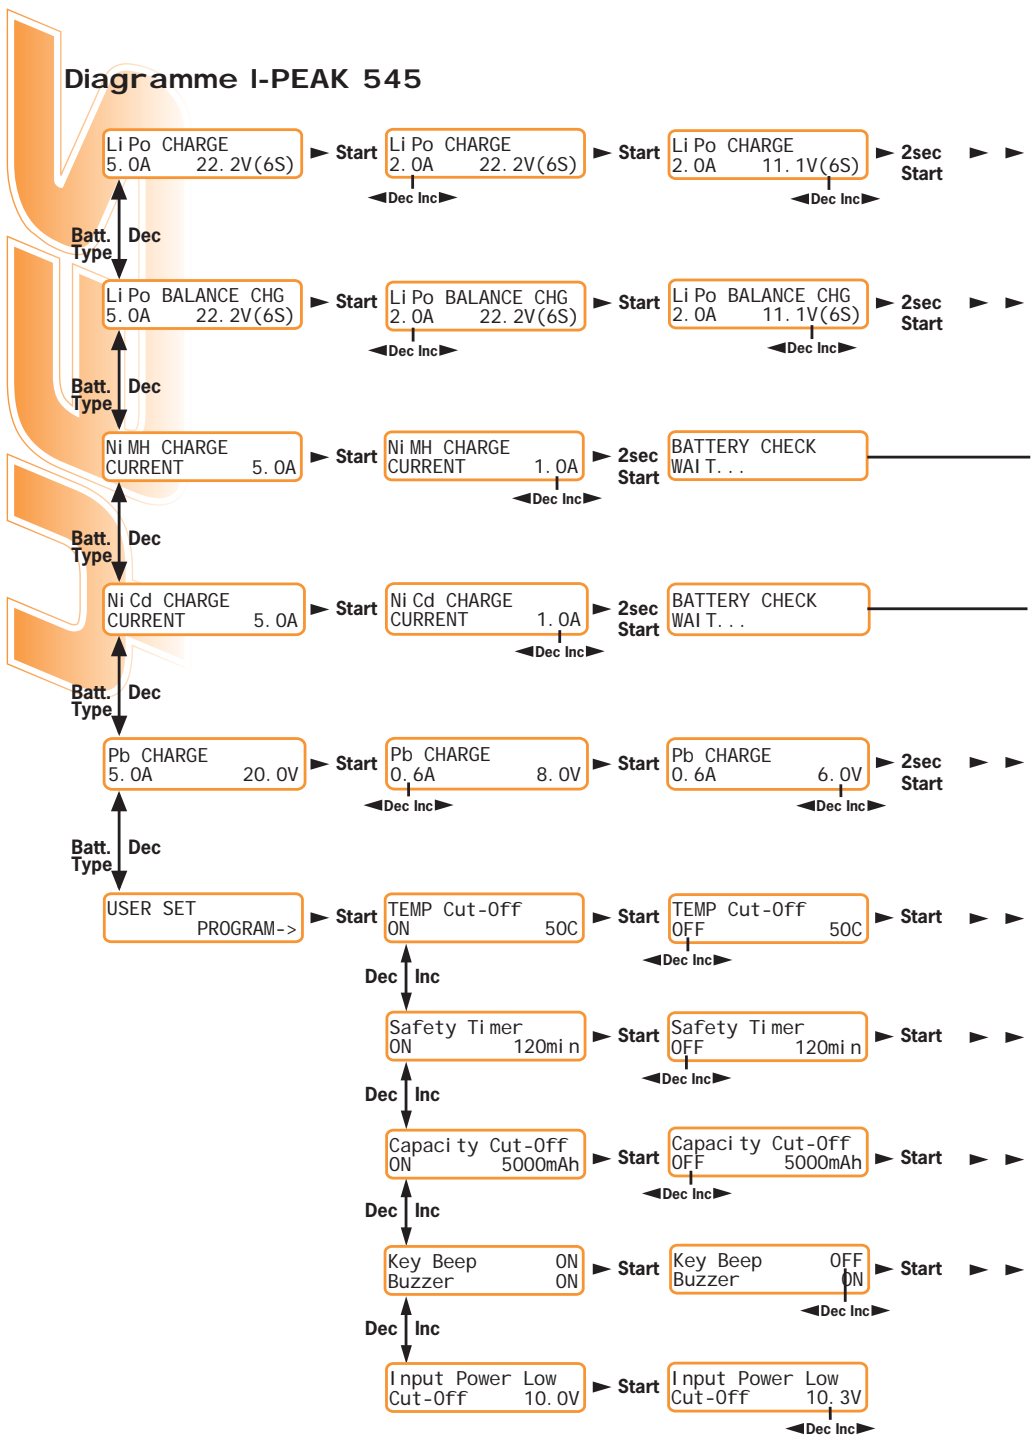 Diagramme I-PEAK 545
LiPo CHARGE
5.0A 22.2V(6S)
Start
LiPo CHARGE
2.0A 22.2V(6S)
Dec Inc
Start
LiPo CHARGE
2.0A 11.1V(6S)
Dec Inc
2sec
Start
Batt.
Type
Dec
LiPo BALANCE CHG
5.0A 22.2V(6S)
Start
LiPo BALANCE CHG
2.0A 22.2V(6S)
Dec Inc
Start
LiPo BALANCE CHG
2.0A 11.1V(6S)
Dec Inc
2sec
Start
Batt.
Type
Dec
NiMH CHARGE
CURRENT 5.0A
Start
NiMH CHARGE
CURRENT 1.0A
Dec Inc
2sec
Start
BATTERY CHECK
WAIT...
Batt.
Type
Dec
NiCd CHARGE
CURRENT 5.0A
Start
NiCd CHARGE
CURRENT 1.0A
Dec Inc
2sec
Start
BATTERY CHECK
WAIT...
Batt.
Type
Dec
Pb CHARGE
5.0A 20.0V
Start
Pb CHARGE
0.6A 8.0V
Dec Inc
Start
Pb CHARGE
0.6A 6.0V
Dec Inc
2sec
Start
Batt.
Type
Dec
USER SET
PROGRAM->
Start
TEMP Cut-Off
ON 50C
Start
TEMP Cut-Off
OFF 50C
Dec Inc
Start
Dec Inc
Safety Timer
ON 120min
Start
Safety Timer
OFF 120min
Dec Inc
Start
Dec Inc
Capacity Cut-Off
ON 5000mAh
Start
Capacity Cut-Off
OFF 5000mAh
Dec Inc
Start
Dec Inc
Key Beep ON
Buzzer ON
Start
Key Beep OFF
Buzzer ON
Dec Inc
Start
Dec Inc
Input Power Low
Cut-Off 10.0V
Start
Input Power Low
Cut-Off 10.3V
Dec Inc